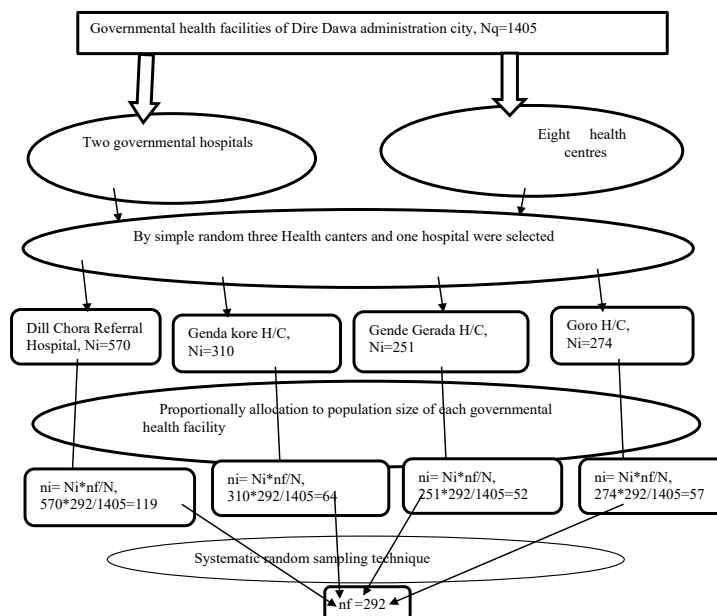 Governmental health facilities of Dire Dawa administration city, Nq=1405
Two governmental hospitals
Eight health
centres
By simple random three Health canters and one hospital were selected
Dill Chora Referral
Hospital, Ni=570
Genda kore H/C,
Ni=310
Gende Gerada H/C,
Ni=251
Goro H/C,
Ni=274
Proportionally allocation to population size of each governmental
health facility
ni= Ni*nf/N,
570*292/1405=119
ni= Ni*nf/N,
310*292/1405=64
ni= Ni*nf/N,
251*292/1405=52
ni= Ni*nf/N,
274*292/1405=57
Systematic random sampling technique
nf =292